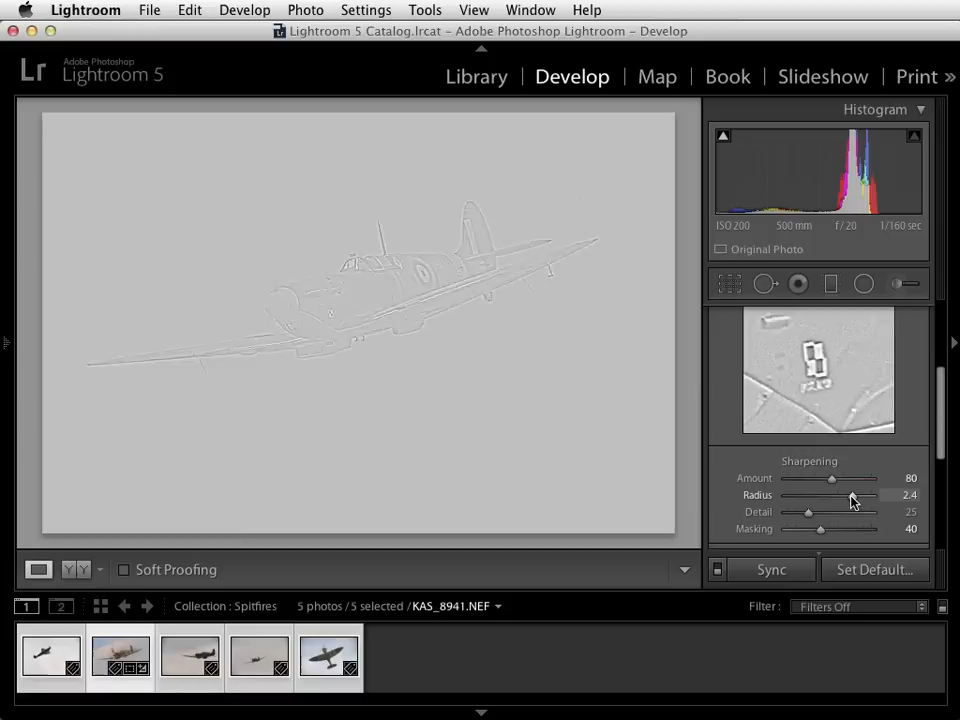 Lightroom File Edit Develop Photo Settings Tools View Window Help
Lightroom 5 Catalog.lrcat – Adobe Photoshop Lightroom – Develop
Lr Adobe Photoshop Lightroom 5
Library | Develop | Map | Book | Slideshow | Print »
Histogram
ISO 200 500 mm f / 20 1/160 sec
Original Photo
Sharpening
Amount 80
Radius 2.4
Detail 25
Masking 40
YY Soft Proofing Sync Set Default...
1 2 Collection : Spitfires 5 photos / 5 selected / KAS_8941.NEF Filter : Filters Off